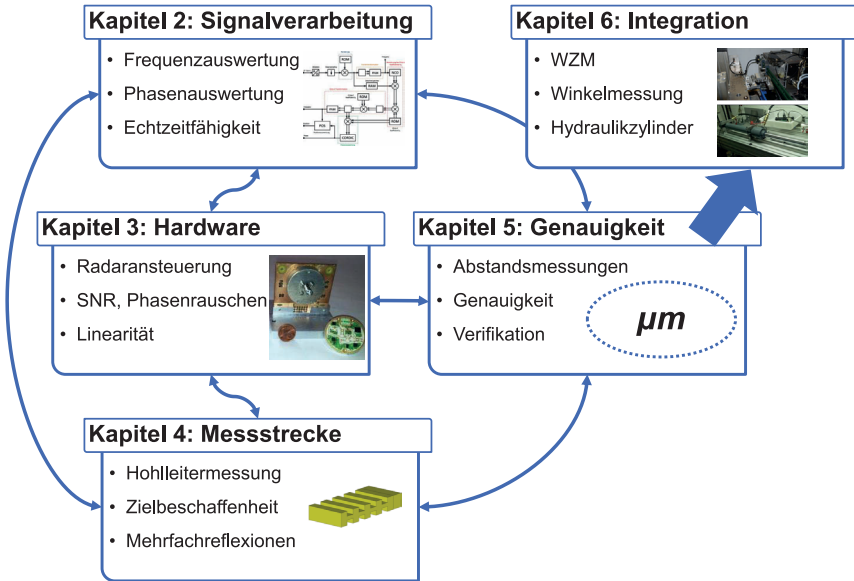 Kapitel 2: Signalverarbeitung
• Frequenzauswertung
• Phasenauswertung
• Echtzeitfähigkeit
Kapitel 6: Integration
• WZM
• Winkelmessung
• Hydraulikzylinder
Kapitel 3: Hardware
• Radaransteuerung
• SNR, Phasenrauschen
• Linearität
Kapitel 5: Genauigkeit
• Abstandsmessungen
• Genauigkeit
• Verifikation
µm
Kapitel 4: Messstrecke
• Hohlleitermessung
• Zielbeschaffenheit
• Mehrfachreflexionen